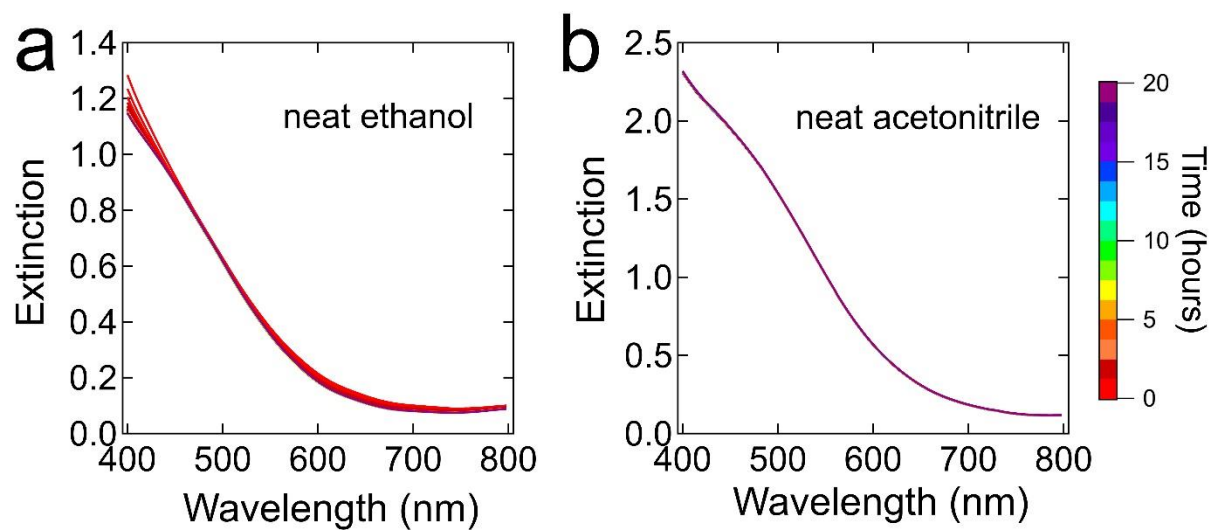 a
neat ethanol
Extinction
1.4
1.2
1.0
0.8
0.6
0.4
0.2
0.0
400 500 600 700 800
Wavelength (nm)
b
neat acetonitrile
Extinction
2.5
2.0
1.5
1.0
0.5
0.0
400 500 600 700 800
Wavelength (nm)
20
15
10
5
0
Time (hours)